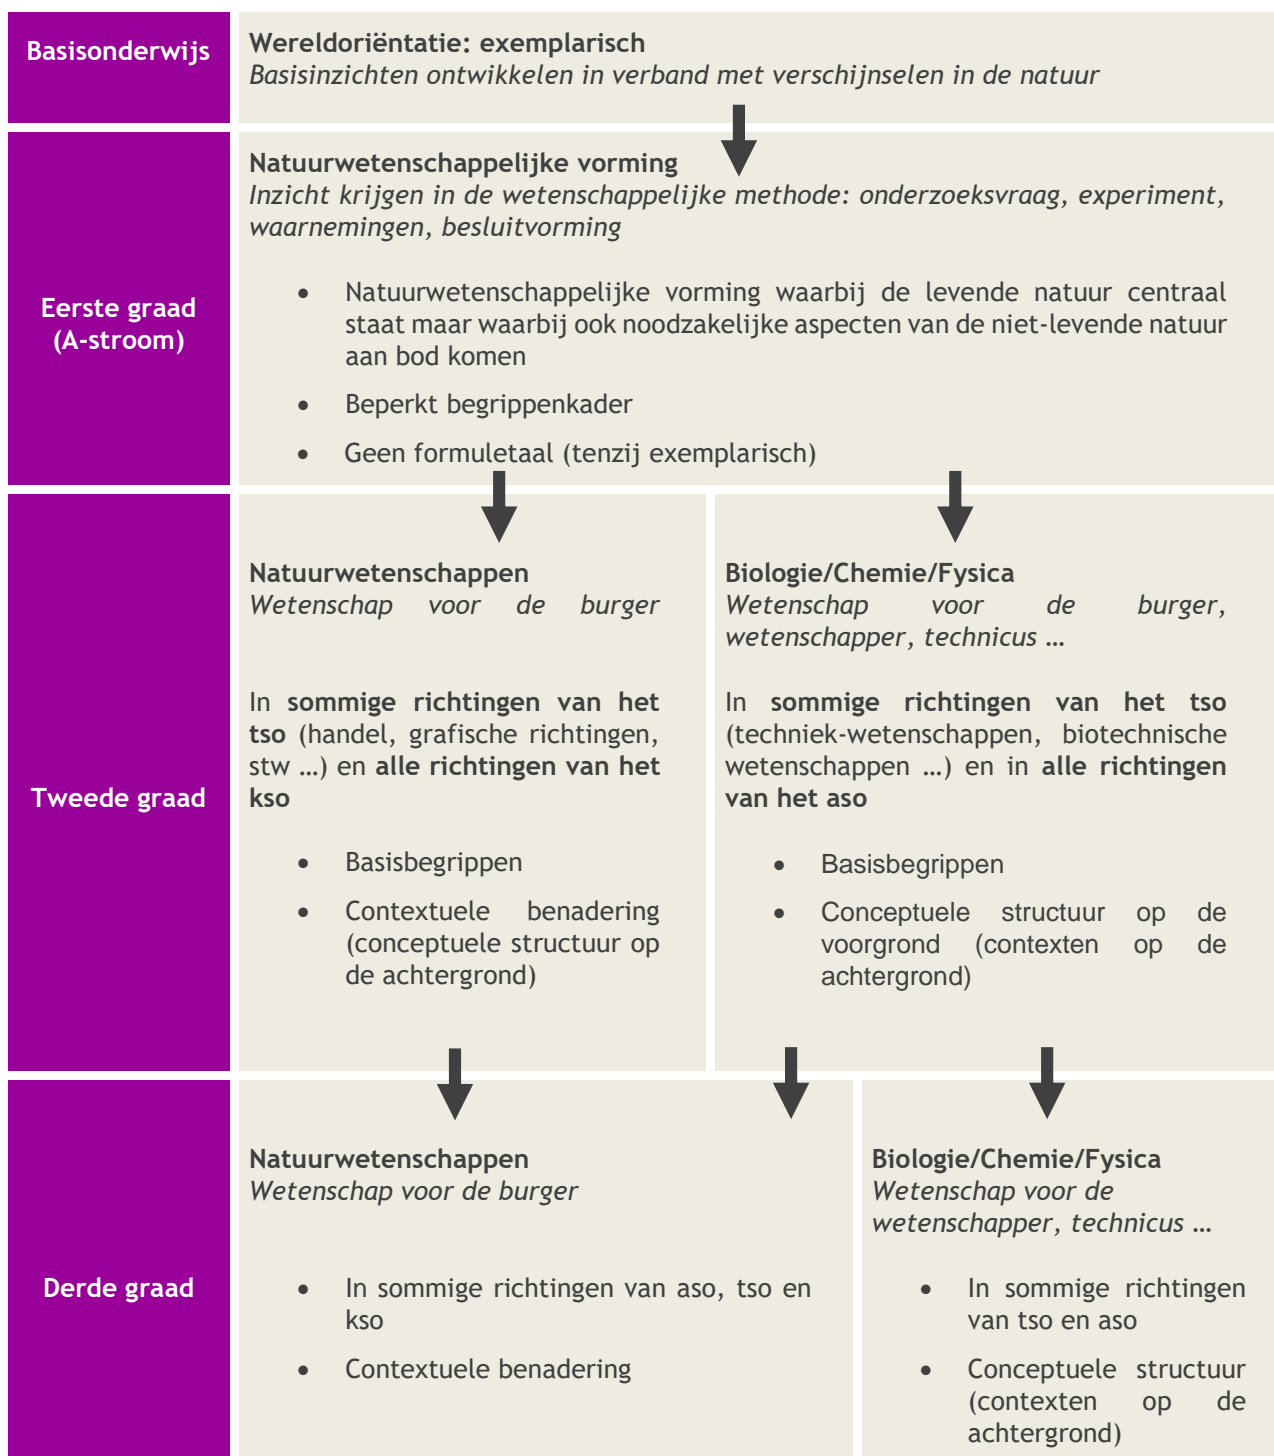 Basisonderwijs
Wereldoriëntatie: exemplarisch
Basisinzichten ontwikkelen in verband met verschijnselen in de natuur
Eerste graad
(A-stroom)
Natuurwetenschappelijke vorming
Inzicht krijgen in de wetenschappelijke methode: onderzoeksvraag, experiment,
waarnemingen, besluitvorming
• Natuurwetenschappelijke vorming waarbij de levende natuur centraal
staat maar waarbij ook noodzakelijke aspecten van de niet-levende natuur
aan bod komen
• Beperkt begrippenkader
• Geen formuletaal (tenzij exemplarisch)
Tweede graad
Natuurwetenschappen
Wetenschap voor de burger
In sommige richtingen van het
tso (handel, grafische richtingen,
stw …) en alle richtingen van het
kso
• Basisbegrippen
• Contextuele benadering
(conceptuele structuur op
de achtergrond)
Biologie/Chemie/Fysica
Wetenschap voor de burger,
wetenschapper, technicus …
In sommige richtingen van het tso
(techniek-wetenschappen, biotechnische
wetenschappen …) en in alle richtingen
van het aso
• Basisbegrippen
• Conceptuele structuur op de
voorgrond (contexten op de
achtergrond)
Derde graad
Natuurwetenschappen
Wetenschap voor de burger
• In sommige richtingen van aso, tso en
kso
• Contextuele benadering
Biologie/Chemie/Fysica
Wetenschap voor de
wetenschapper, technicus …
• In sommige richtingen
van tso en aso
• Conceptuele structuur
(contexten op de
achtergrond)